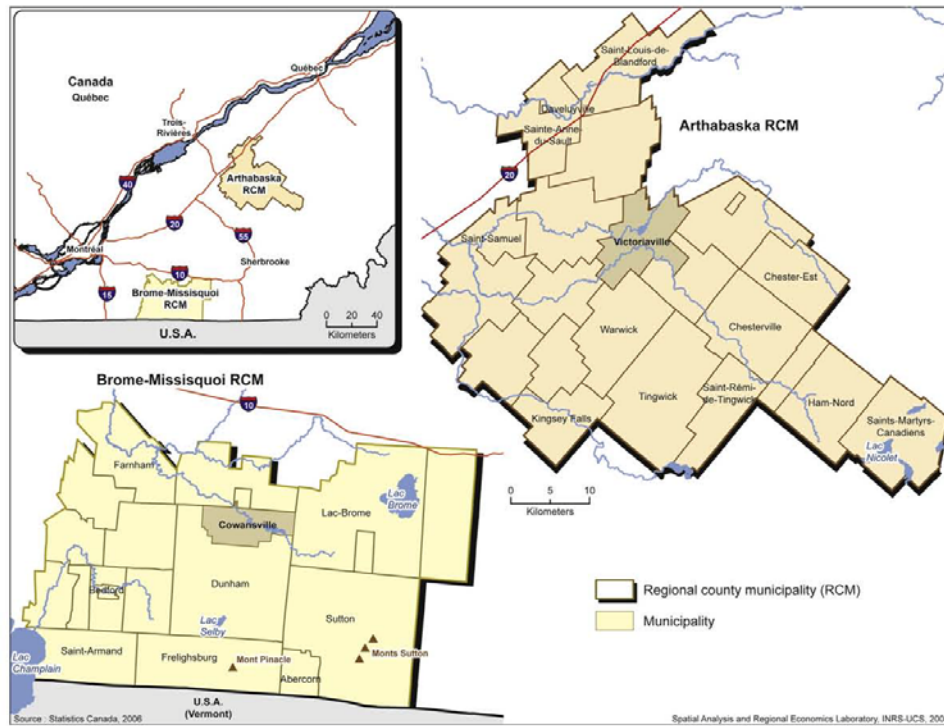 Canada
Québec
Québec
Trois-
Rivières
40
Arthabaska
RCM
20
55
Montréal
Sherbrooke
10
15
Brome-Missisquoi
RCM
0 20 40
Kilometers
U.S.A.
Saint-Louis-de-
Blandford
Daveluyville
Sainte-Anne-
du-Sault
Arthabaska RCM
20
Saint-Samuel
Victoriaville
Chester-Est
Chesterville
Warwick
Tingwick
Saint-Rémi-
de-Tingwick
Ham-Nord
Kingsey Falls
Saints-Martyrs-
Canadiens
Lac
Nicolet
0 5 10
Kilometers
Brome-Missisquoi RCM
10
Farnham
Lac
Brome
Lac-Brome
Cowansville
Bedford
Dunham
Lac
Selby
Sutton
Monts Sutton
Saint-Armand
Frelighsburg
Mont Pinacle
Abercorn
Lac
Champlain
U.S.A.
(Vermont)
Regional county municipality (RCM)
Municipality
Source : Statistics Canada, 2006
Spatial Analysis and Regional Economics Laboratory, INRS-UCS,